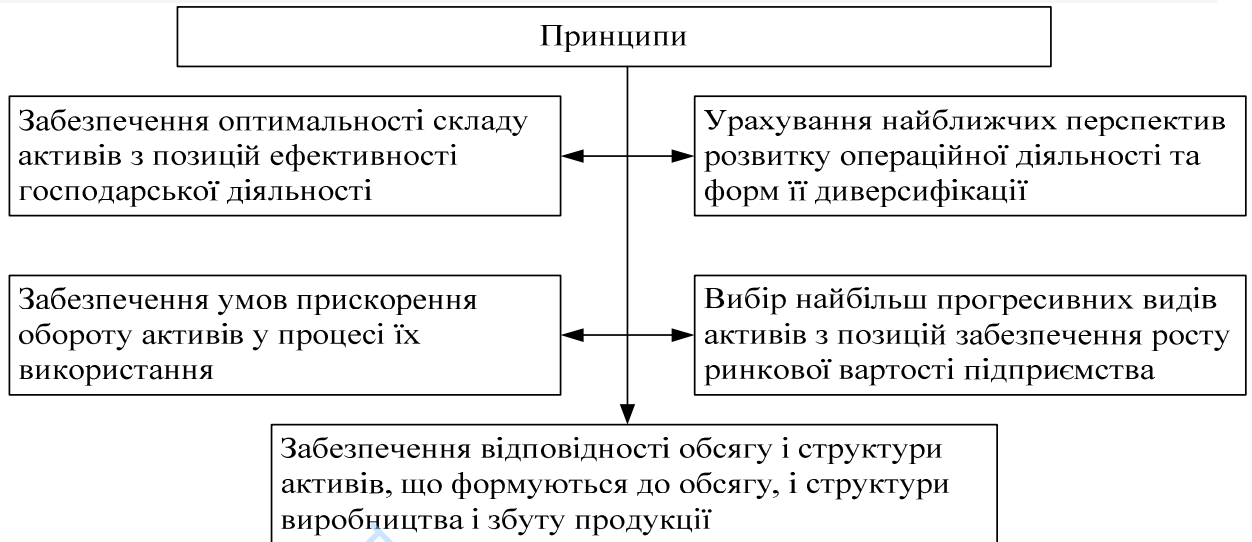 Принципи
Забезпечення оптимальності складу
активів з позицій ефективності
господарської діяльності
Урахування найближчих перспектив
розвитку операційної діяльності та
форм її диверсифікації
Забезпечення умов прискорення
обороту активів у процесі їх
використання
Вибір найбільш прогресивних видів
активів з позицій забезпечення росту
ринкової вартості підприємства
Забезпечення відповідності обсягу і структури
активів, що формуються до обсягу, і структури
виробництва і збуту продукції